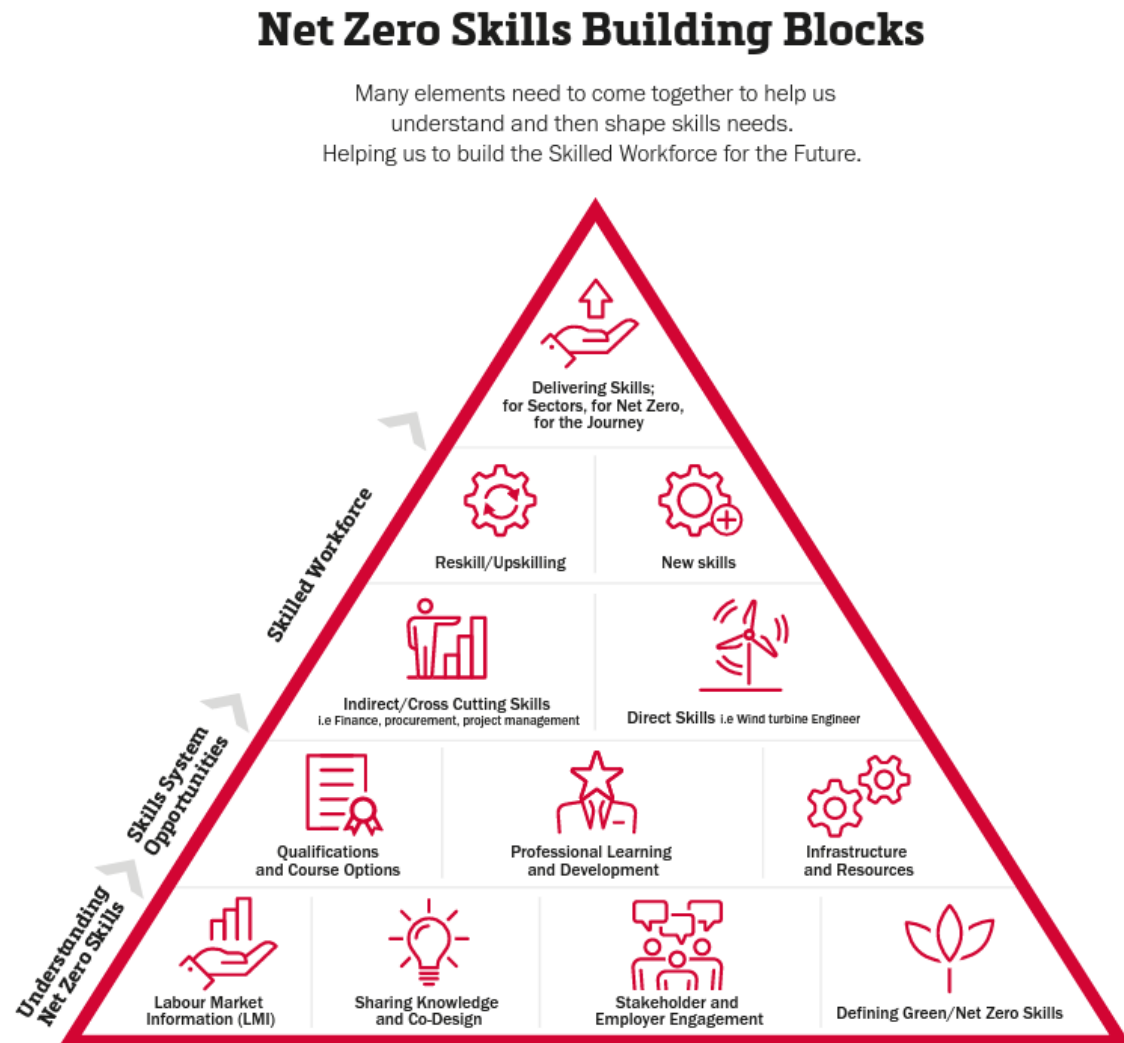 Net Zero Skills Building Blocks
Many elements need to come together to help us
understand and then shape skills needs.
Helping us to build the Skilled Workforce for the Future.
Delivering Skills;
for Sectors, for Net Zero,
for the Journey
Skilled Workforce
Reskill/Upskilling
New skills
Indirect/Cross Cutting Skills
i.e Finance, procurement, project management
Direct Skills i.e Wind turbine Engineer
Skills System
Opportunities
Qualifications
and Course Options
Professional Learning
and Development
Infrastructure
and Resources
Understanding
Net Zero Skills
Labour Market
Information (LMI)
Sharing Knowledge
and Co-Design
Stakeholder and
Employer Engagement
Defining Green/Net Zero Skills